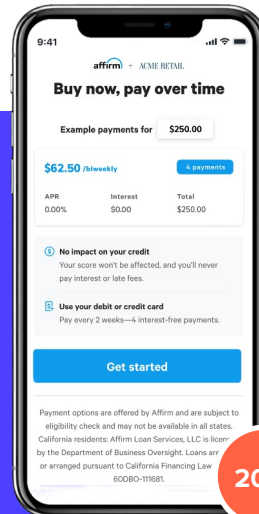 9:41
affirm + ACME RETAIL
Buy now, pay over time
Example payments for $250.00
$62.50 /biweekly 4 payments
APR Interest Total
0.00% $0.00 $250.00
No impact on your credit
Your score won't be affected, and you'll never
pay interest or late fees.
Use your debit or credit card
Pay every 2 weeks—4 interest-free payments.
Get started
Payment options are offered by Affirm and are subject to
eligibility check and may not be available in all states.
California residents: Affirm Loan Services, LLC is
by the Department of Business Oversight. Loans
or arranged pursuant to California Financing Law
60DBO-111681.
20